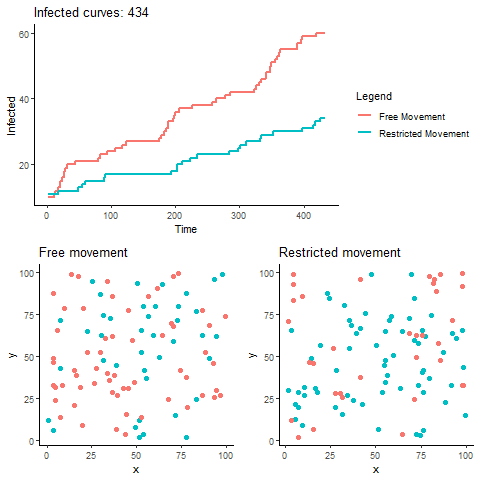 Infected curves: 434
60
40
20
Infected
0
100
200
300
400
Time
Legend
Free Movement
Restricted Movement
Free movement
100
75
50
25
0
y
0
25
50
75
100
x
Restricted movement
100
75
50
25
0
y
0
25
50
75
100
x